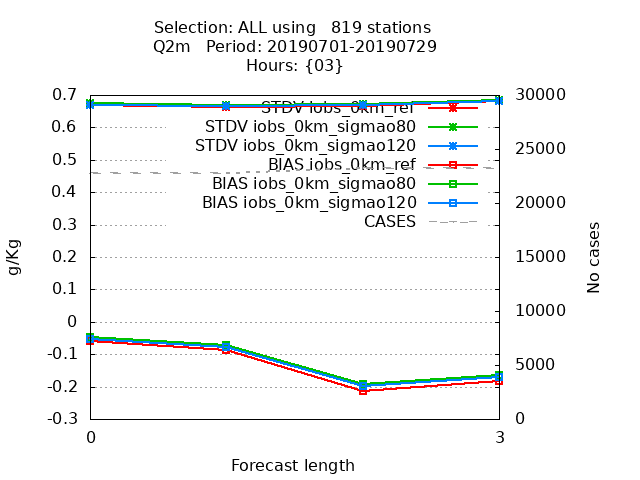 Selection: ALL using   819 stations
Q2m   Period: 20190701-20190729
Hours: {03}
0.7
0.6
0.5
0.4
0.3
0.2
0.1
0
-0.1
-0.2
-0.3
g/Kg
STDV iobs_0km_ref
STDV iobs_0km_sigmao80
STDV iobs_0km_sigmao120
BIAS iobs_0km_ref
BIAS iobs_0km_sigmao80
BIAS iobs_0km_sigmao120
CASES
30000
25000
20000
15000
10000
5000
0
No cases
0
3
Forecast length